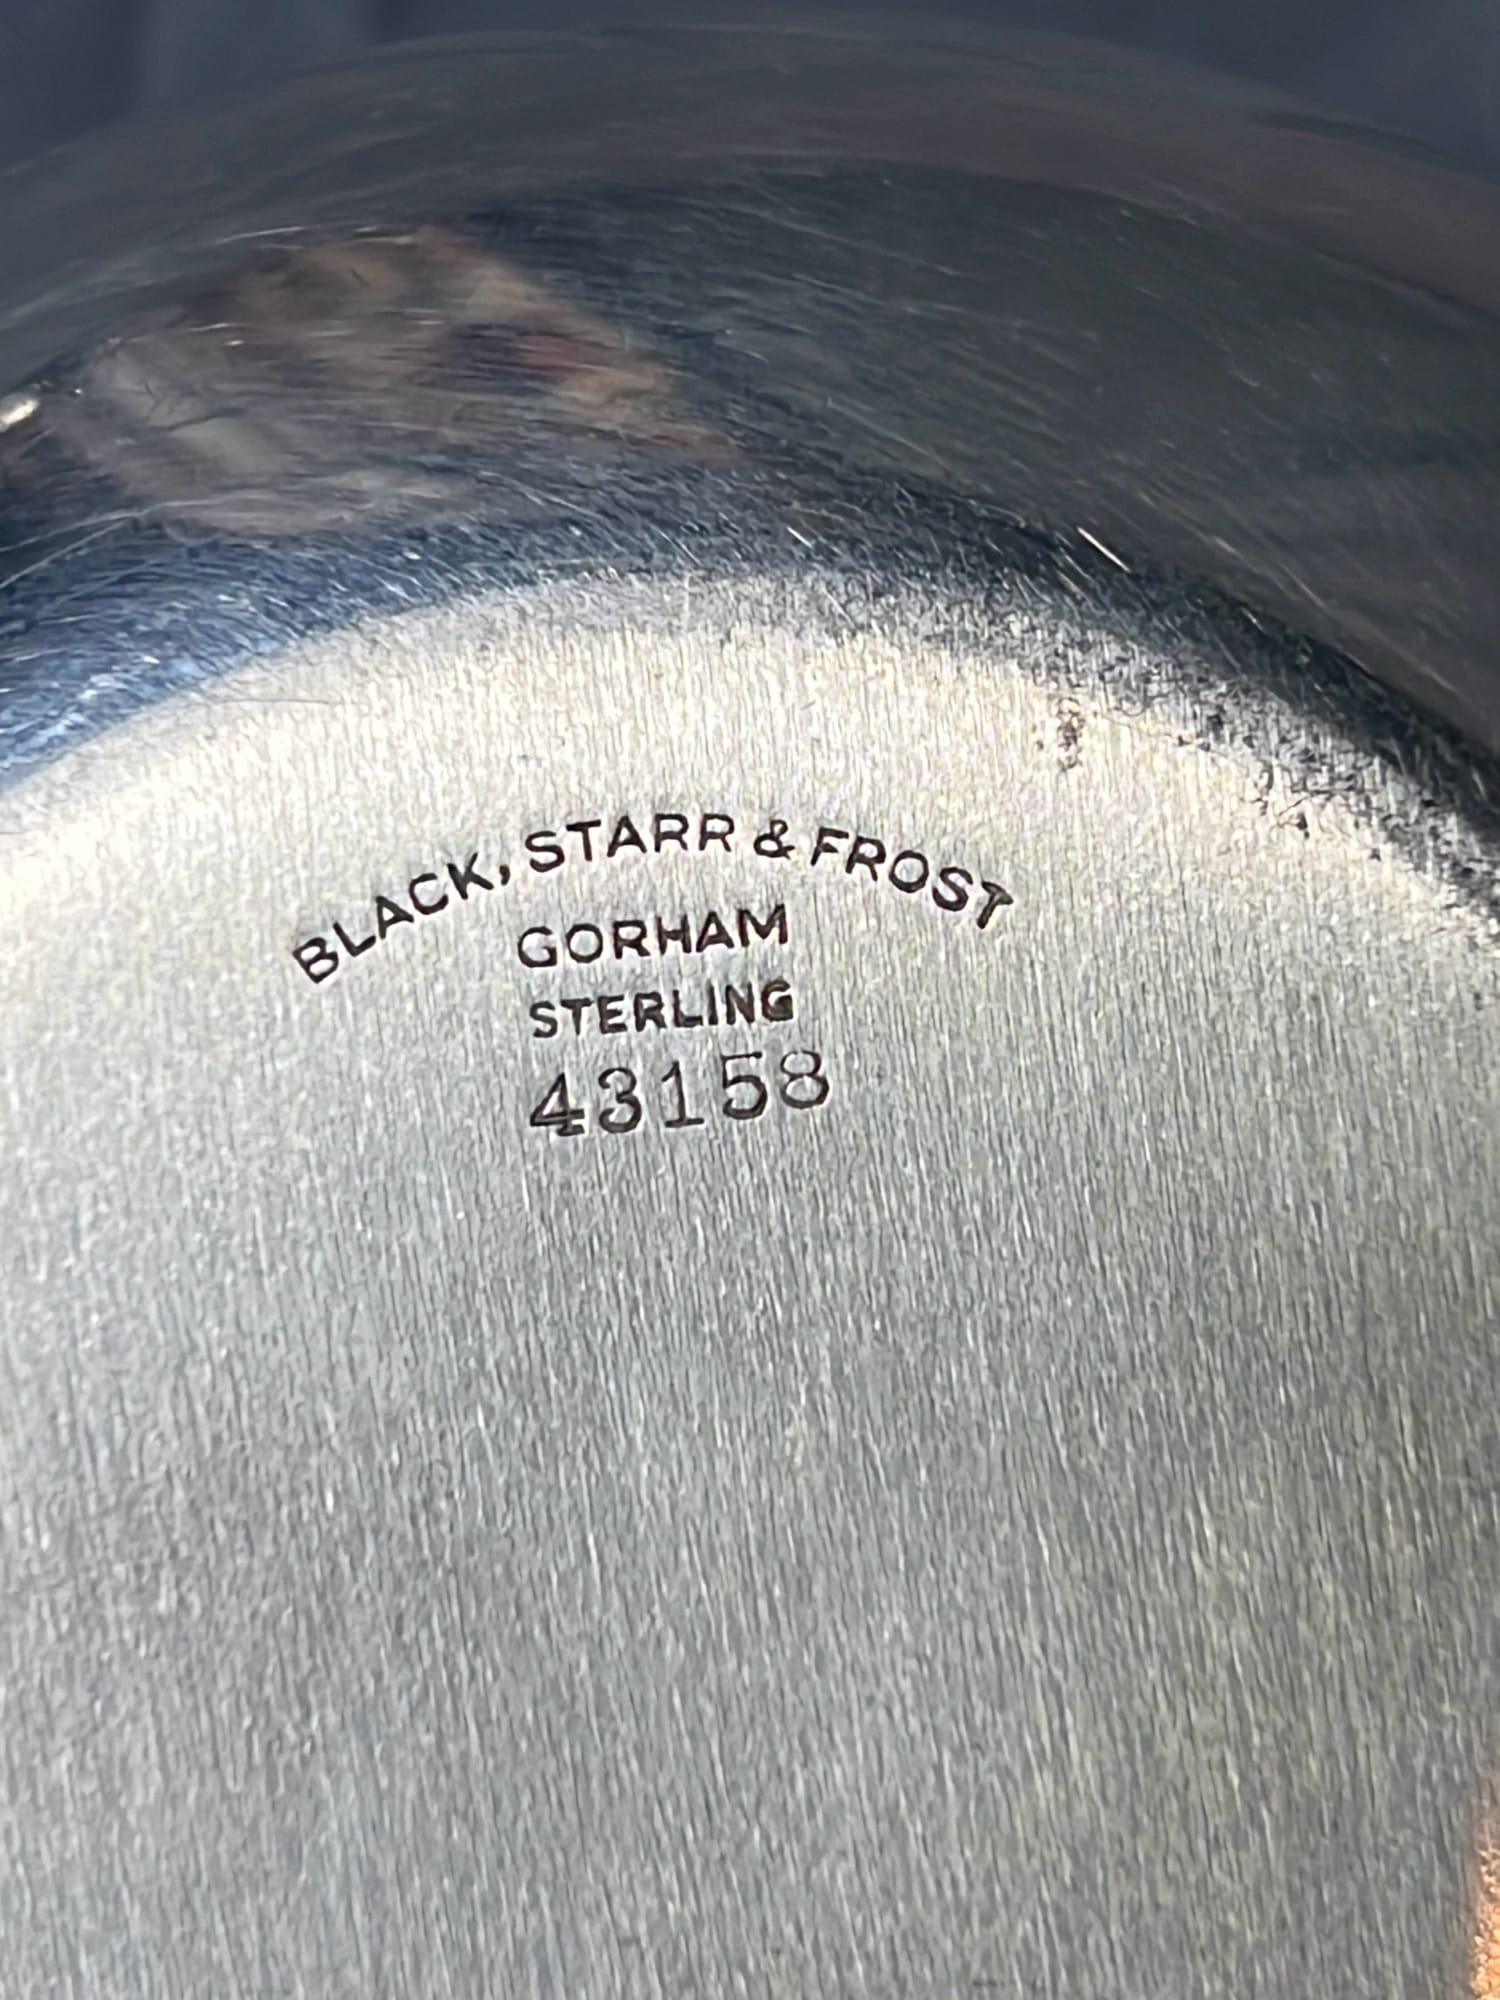 BLACK, STARR & FROST
GORHAM
STERLING
43158